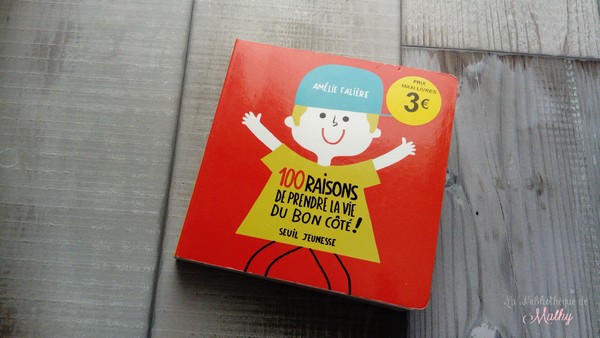 AMÉLIE FALIÈRE
PRIX
MAXI LIVRES
3€
100 RAISONS
DE PRENDRE LA VIE
DU BON CÔTÉ !
SEUIL JEUNESSE
La Bibliothèque de
Mathy